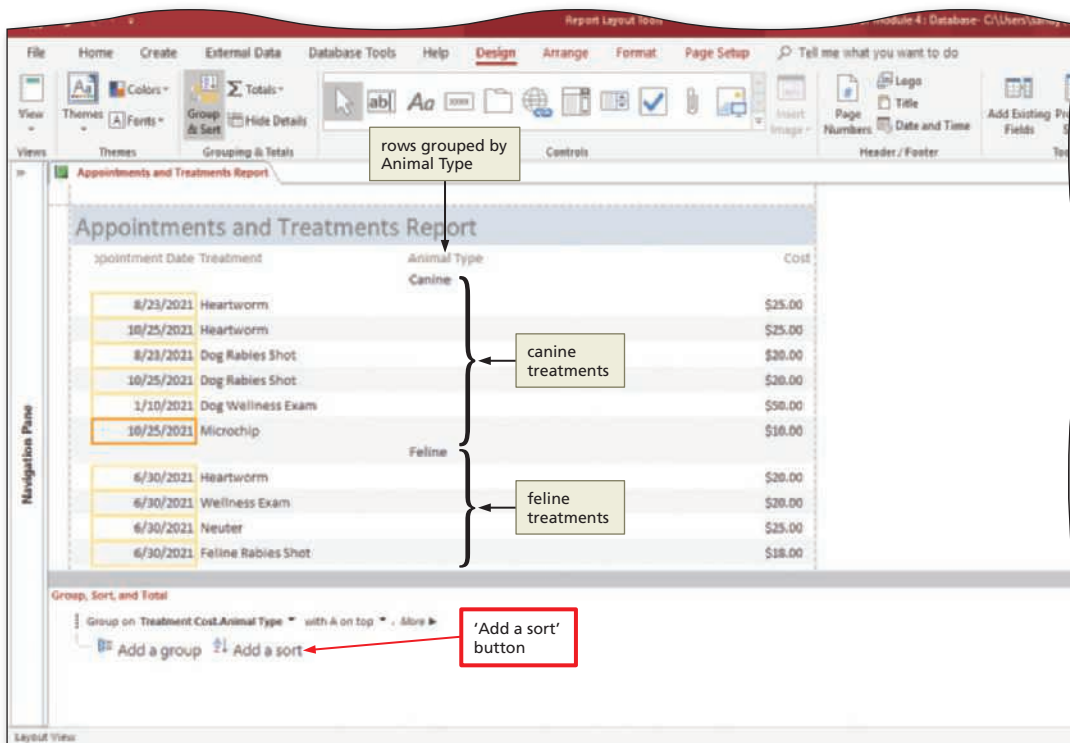 Report Layout Tools
Module 4 : Database- C:\Users\
File Home Create External Data Database Tools Help Design Arrange Format Page Setup Tell me what you want to do
View
Themes
Colors
Fonts
Group & Sort
Totals
Hide Details
Aa
ab|
Aa
Insert Image
Page Numbers
Logo
Title
Date and Time
Add Existing Fields
Views Themes Grouping & Totals Controls Header / Footer
rows grouped by
Animal Type
Appointments and Treatments Report
Appointments and Treatments Report
ppointment Date Treatment Animal Type Cost
Canine
8/23/2021 Heartworm $25.00
10/25/2021 Heartworm $25.00
8/23/2021 Dog Rabies Shot $20.00
10/25/2021 Dog Rabies Shot $20.00
1/10/2021 Dog Wellness Exam $50.00
10/25/2021 Microchip $10.00
canine
treatments
Feline
6/30/2021 Heartworm $20.00
6/30/2021 Wellness Exam $20.00
6/30/2021 Neuter $25.00
6/30/2021 Feline Rabies Shot $18.00
feline
treatments
Navigation Pane
Group, Sort, and Total
Group on Treatment Cost.Animal Type with A on top , More
Add a group Add a sort
'Add a sort'
button
Layout View